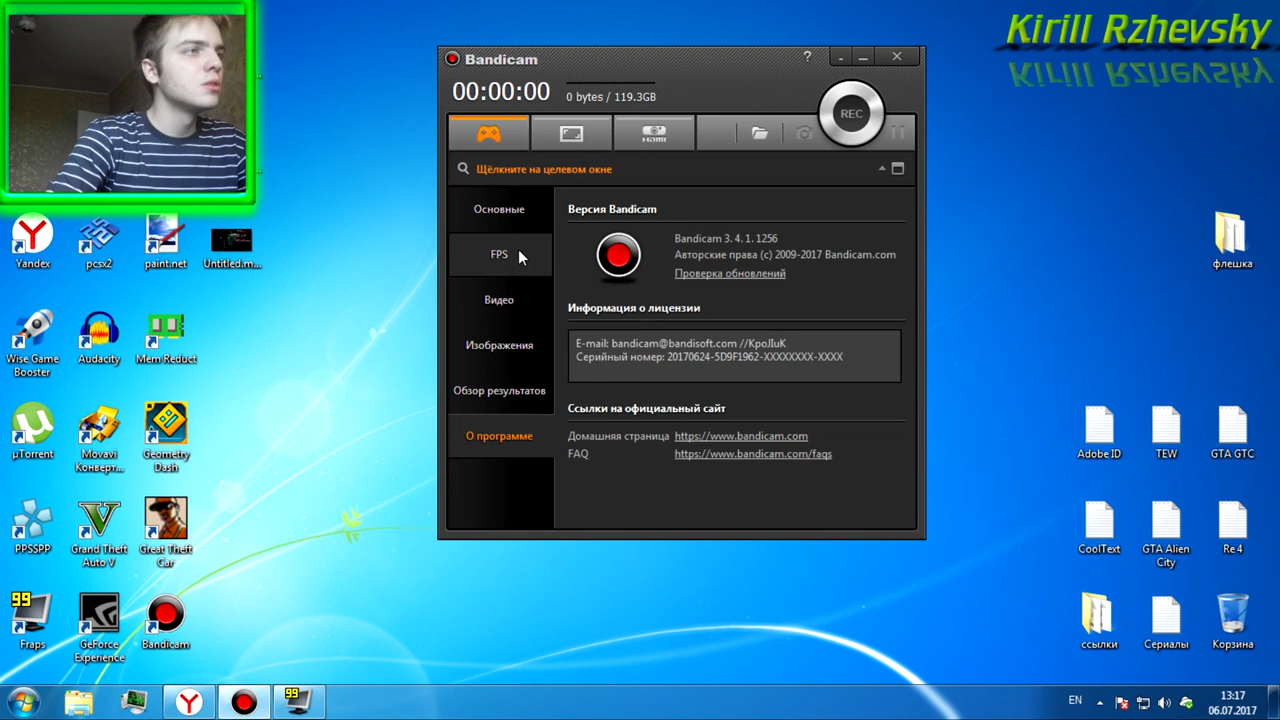 Kirill Rzhevsky
Bandicam
?
00:00:00
0 bytes / 119.3GB
REC
HDMI
Щёлкните на целевом окне
Основные
FPS
Видео
Изображения
Обзор результатов
О программе
Версия Bandicam
Bandicam 3. 4. 1. 1256
Авторские права (c) 2009-2017 Bandicam.com
Проверка обновлений
Информация о лицензии
E-mail: bandicam@bandisoft.com //КроЛIиК
Серийный номер: 20170624-5D9F1962-XXXXXXXX-XXXX
Ссылки на официальный сайт
Домашняя страница https://www.bandicam.com
FAQ https://www.bandicam.com/faqs
Yandex
pcsx2
paint.net
Untitled.m...
Wise Game
Booster
Audacity
Mem Reduct
µTorrent
Movavi
Конверт...
Geometry
Dash
PPSSPP
Grand Theft
Auto V
Great Theft
Car
99
Fraps
GeForce
Experience
Bandicam
флешка
Adobe ID
TEW
GTA GTC
CoolText
GTA Alien
City
Re 4
ссылки
Сериалы
Корзина
99
EN
13:17
06.07.2017